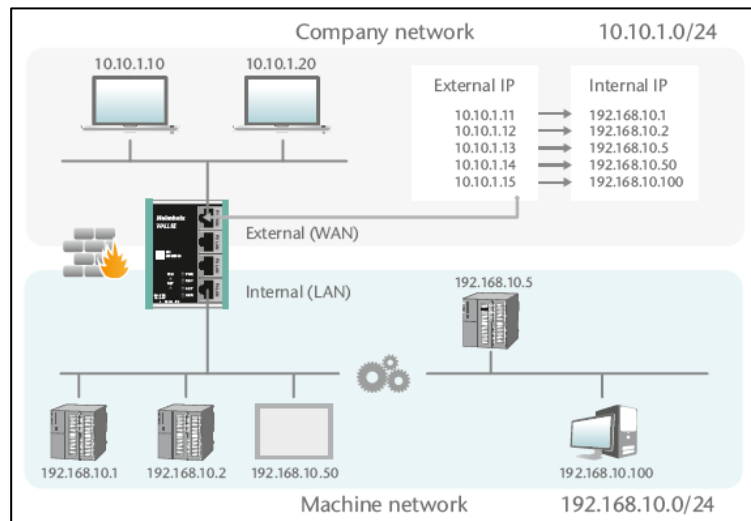 Company network 10.10.1.0/24
10.10.1.10 10.10.1.20
External IP Internal IP
10.10.1.11 192.168.10.1
10.10.1.12 192.168.10.2
10.10.1.13 192.168.10.5
10.10.1.14 192.168.10.50
10.10.1.15 192.168.10.100
Helmholz
WALL IE
External (WAN)
Internal (LAN)
192.168.10.5
192.168.10.1 192.168.10.2 192.168.10.50 192.168.10.100
Machine network 192.168.10.0/24